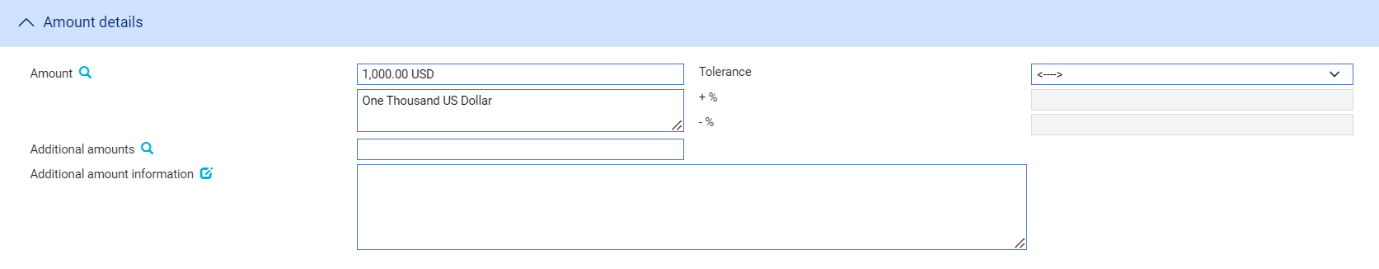 Amount details
Amount
1,000.00 USD
Tolerance
<---->
One Thousand US Dollar
+ %
- %
Additional amounts
Additional amount information